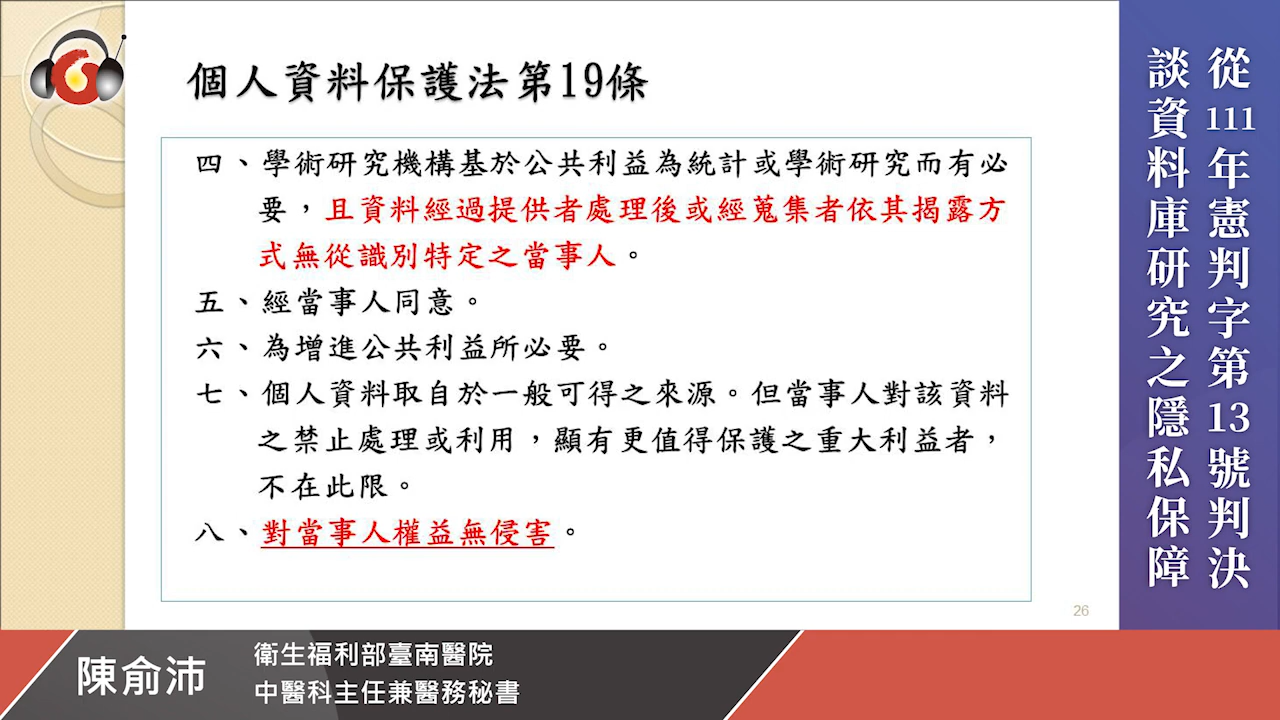 個人資料保護法第19條
四、學術研究機構基於公共利益為統計或學術研究而有必
要，且資料經過提供者處理後或經蒐集者依其揭露方
式無從識別特定之當事人。
五、經當事人同意。
六、為增進公共利益所必要。
七、個人資料取自於一般可得之來源。但當事人對該資料
之禁止處理或利用，顯有更值得保護之重大利益者，
不在此限。
八、對當事人權益無侵害。
26
從111年憲判字第13號判決
談資料庫研究之隱私保障
陳俞沛
衛生福利部臺南醫院
中醫科主任兼醫務秘書